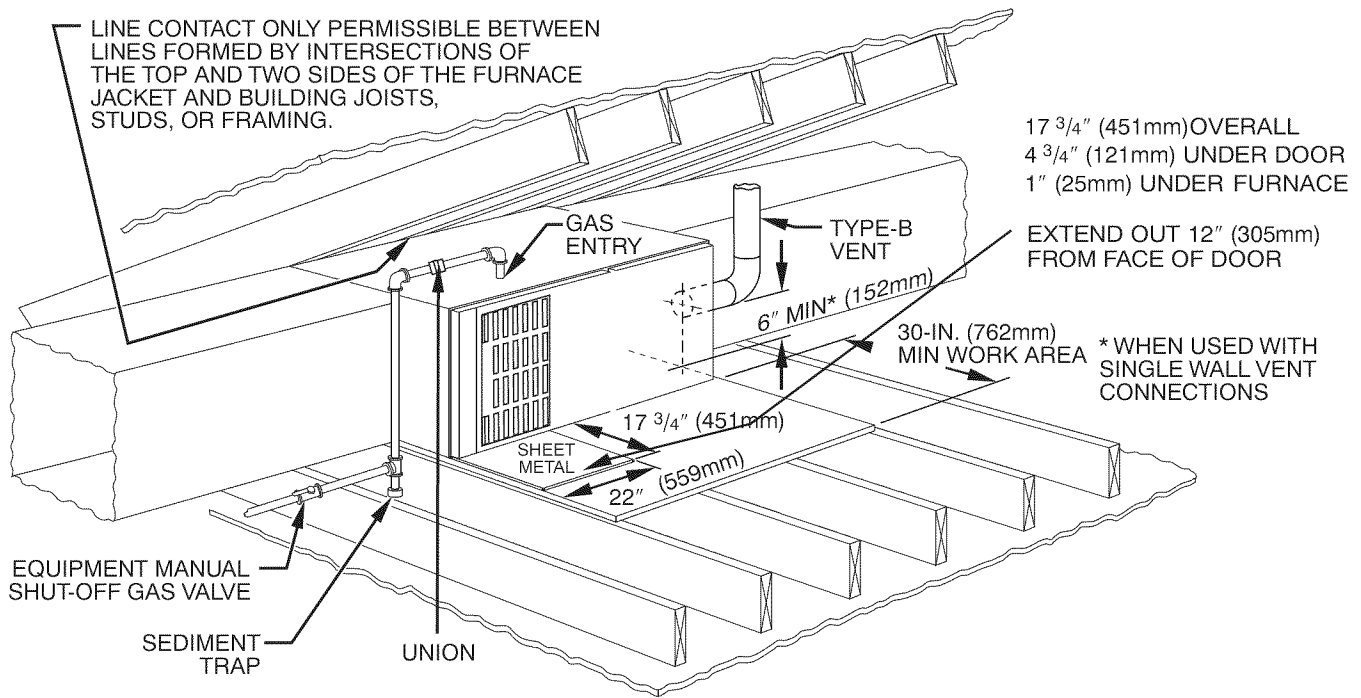 LINE CONTACT ONLY PERMISSIBLE BETWEEN
LINES FORMED BY INTERSECTIONS OF
THE TOP AND TWO SIDES OF THE FURNACE
JACKET AND BUILDING JOISTS,
STUDS, OR FRAMING.
17 3/4″ (451mm)OVERALL
4 3/4″ (121mm) UNDER DOOR
1″ (25mm) UNDER FURNACE
GAS
ENTRY
TYPE-B
VENT
EXTEND OUT 12″ (305mm)
FROM FACE OF DOOR
6″ MIN* (152mm)
30-IN. (762mm)
MIN WORK AREA
* WHEN USED WITH
SINGLE WALL VENT
CONNECTIONS
17 3/4″ (451mm)
SHEET
METAL
22″ (559mm)
EQUIPMENT MANUAL
SHUT-OFF GAS VALVE
SEDIMENT
TRAP
UNION